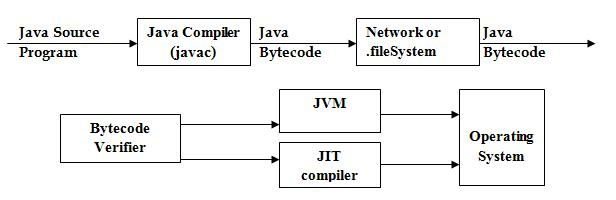 Java Source
Program
Java Compiler
(javac)
Java
Bytecode
Network or
.fileSystem
Java
Bytecode
Bytecode
Verifier
JVM
JIT
compiler
Operating
System